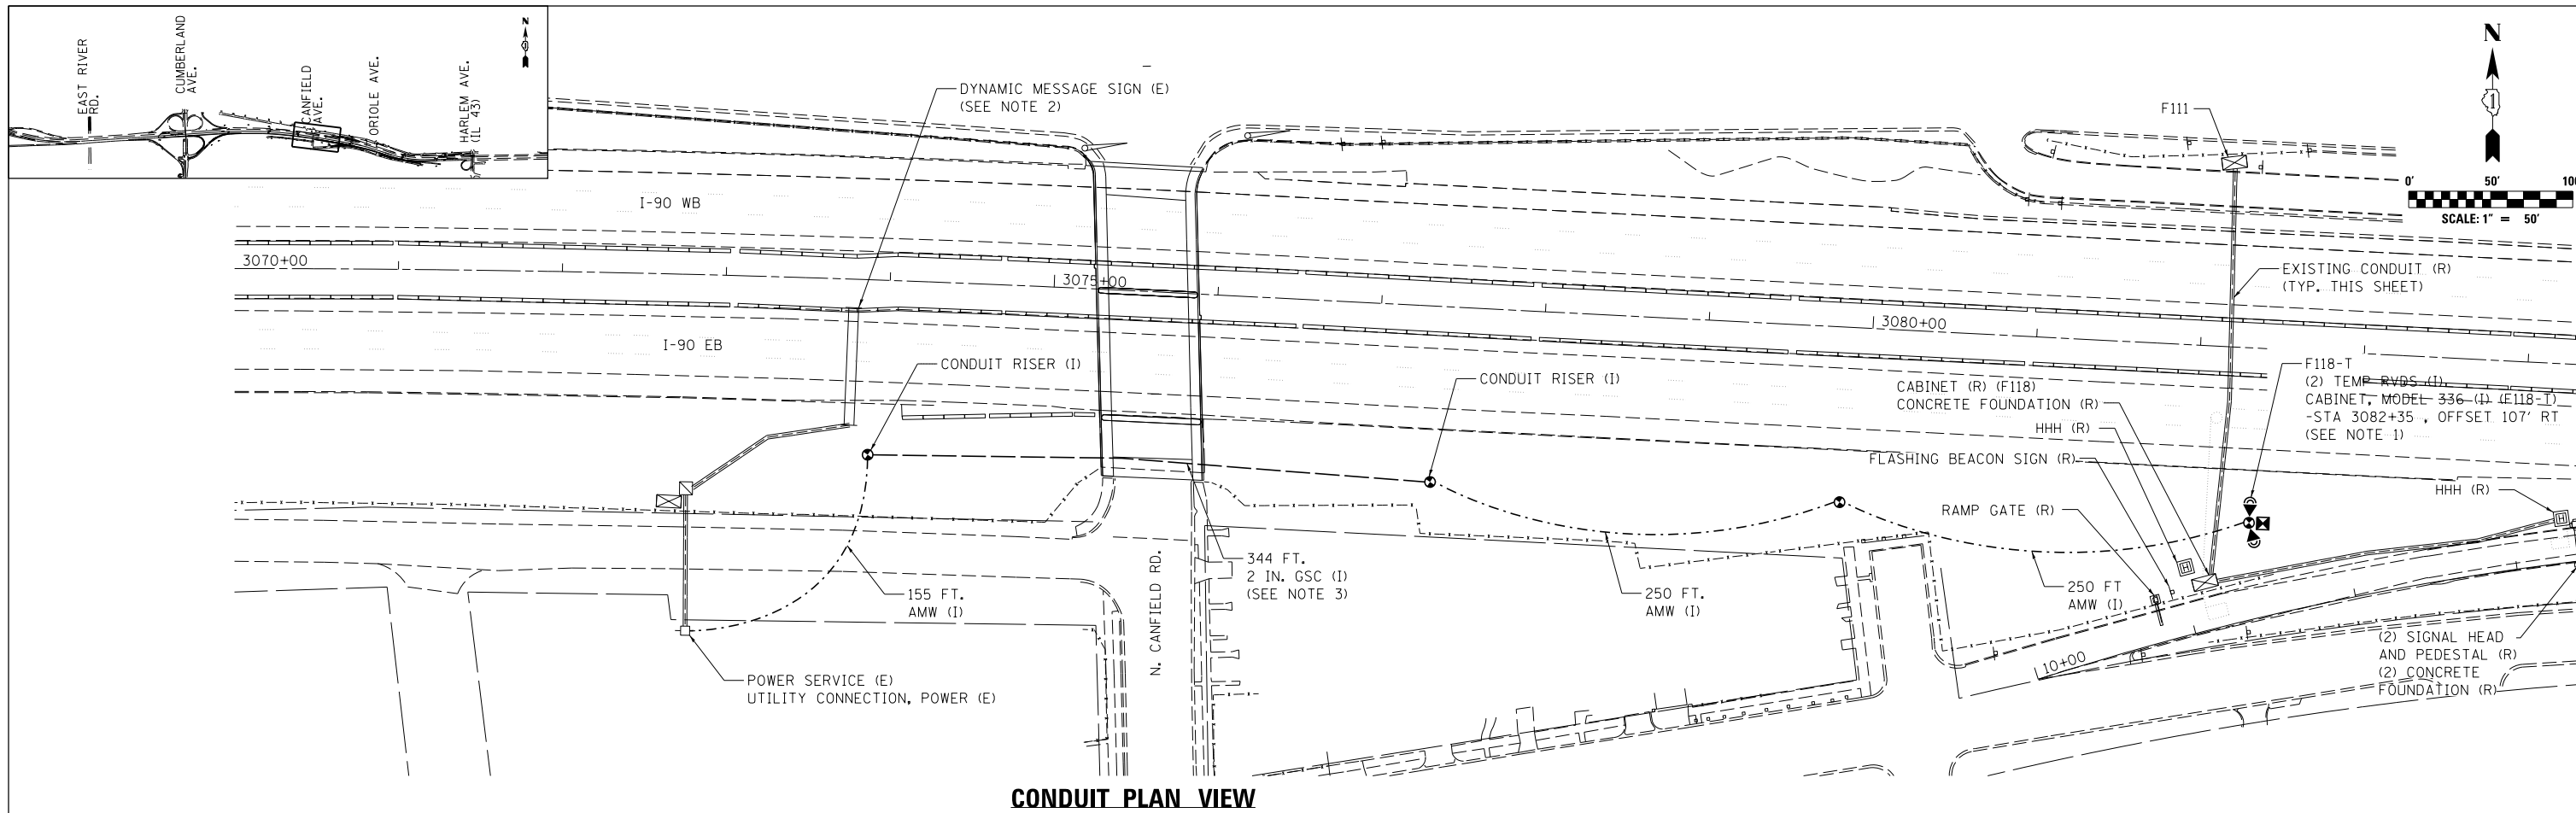 EAST RIVER
RD.
CUMBERLAND
AVE.
CANFIELD
AVE.
ORIOLE AVE.
HARLEM AVE.
(IL 43)
N
DYNAMIC MESSAGE SIGN (E)
(SEE NOTE 2)
F111
N
1
0' 50' 100
SCALE: 1" = 50'
I-90 WB
3070+00
3075+00
EXISTING CONDUIT (R)
(TYP. THIS SHEET)
3080+00
I-90 EB
CONDUIT RISER (I)
CONDUIT RISER (I)
CABINET (R) (F118)
CONCRETE FOUNDATION (R)
HHH (R)
FLASHING BEACON SIGN (R)
RAMP GATE (R)
F118-T
(2) TEMP RVDS (I),
CABINET, MODEL 336 (I) (F118-T)
-STA 3082+35 , OFFSET 107' RT
(SEE NOTE 1)
HHH (R)
H
H
344 FT.
2 IN. GSC (I)
(SEE NOTE 3)
155 FT.
AMW (I)
250 FT.
AMW (I)
250 FT
AMW (I)
N. CANFIELD RD.
POWER SERVICE (E)
UTILITY CONNECTION, POWER (E)
10+00
(2) SIGNAL HEAD
AND PEDESTAL (R)
(2) CONCRETE
FOUNDATION (R)
CONDUIT PLAN VIEW